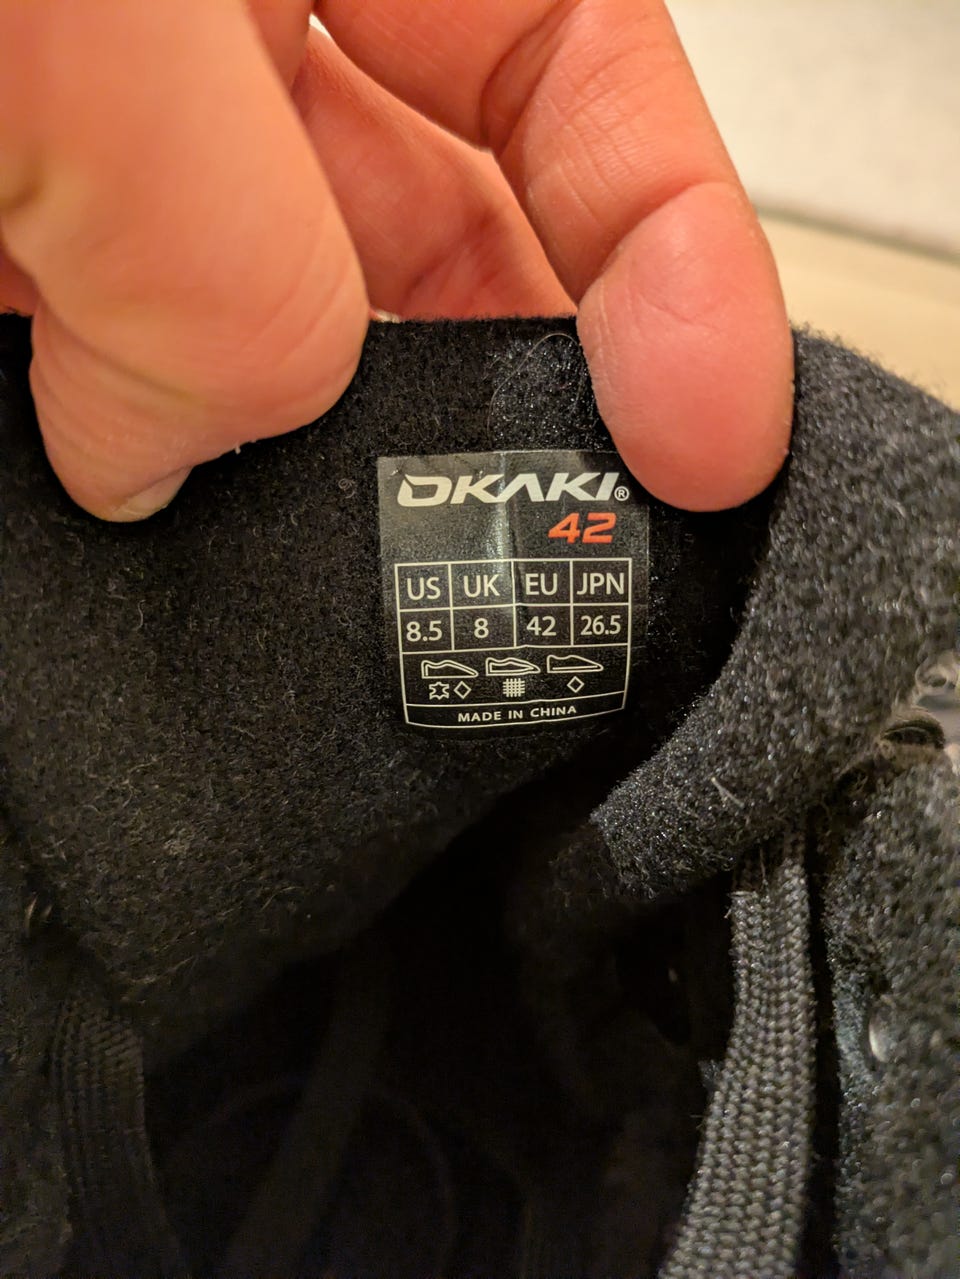 OKAKI®
42
US UK EU JPN
8.5 8 42 26.5
MADE IN CHINA